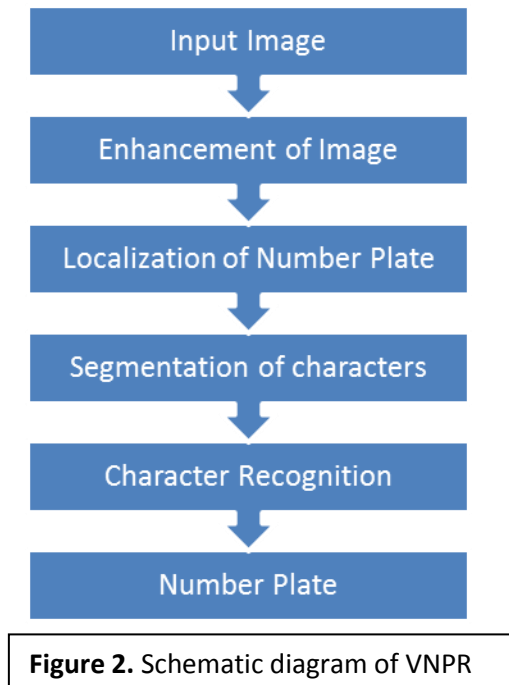 Input Image
Enhancement of Image
Localization of Number Plate
Segmentation of characters
Character Recognition
Number Plate
Figure 2. Schematic diagram of VNPR